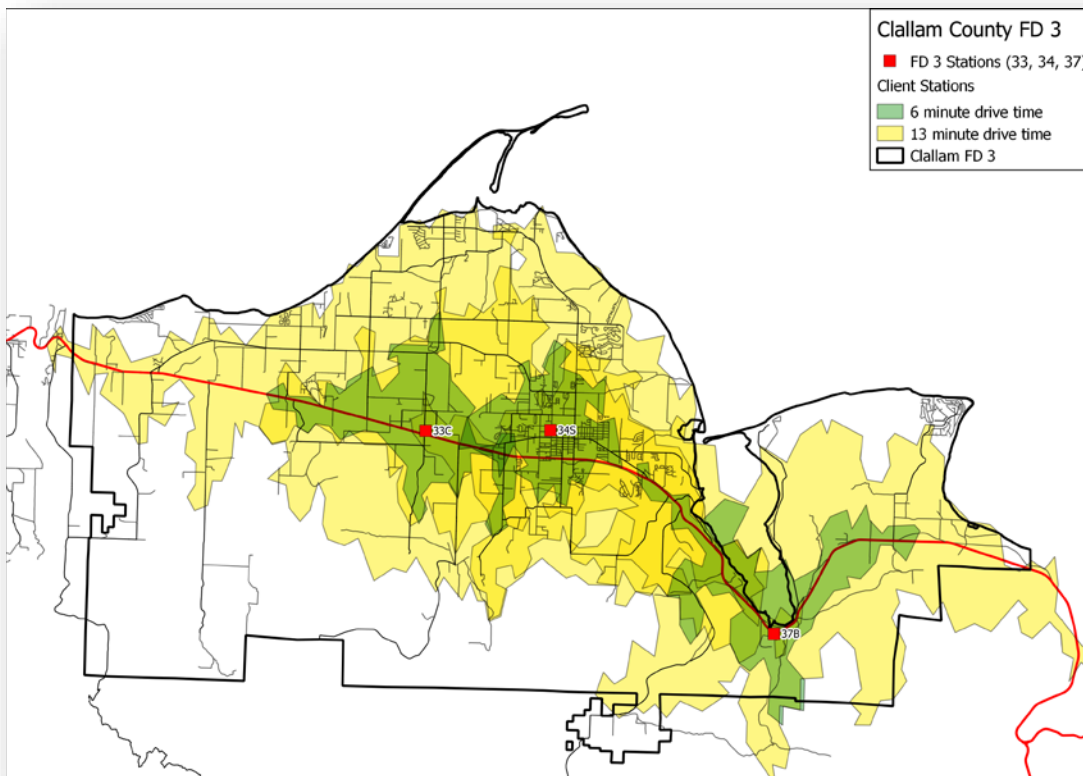 Clallam County FD 3
FD 3 Stations (33, 34, 37)
Client Stations
6 minute drive time
13 minute drive time
Clallam FD 3
33C
34S
37B